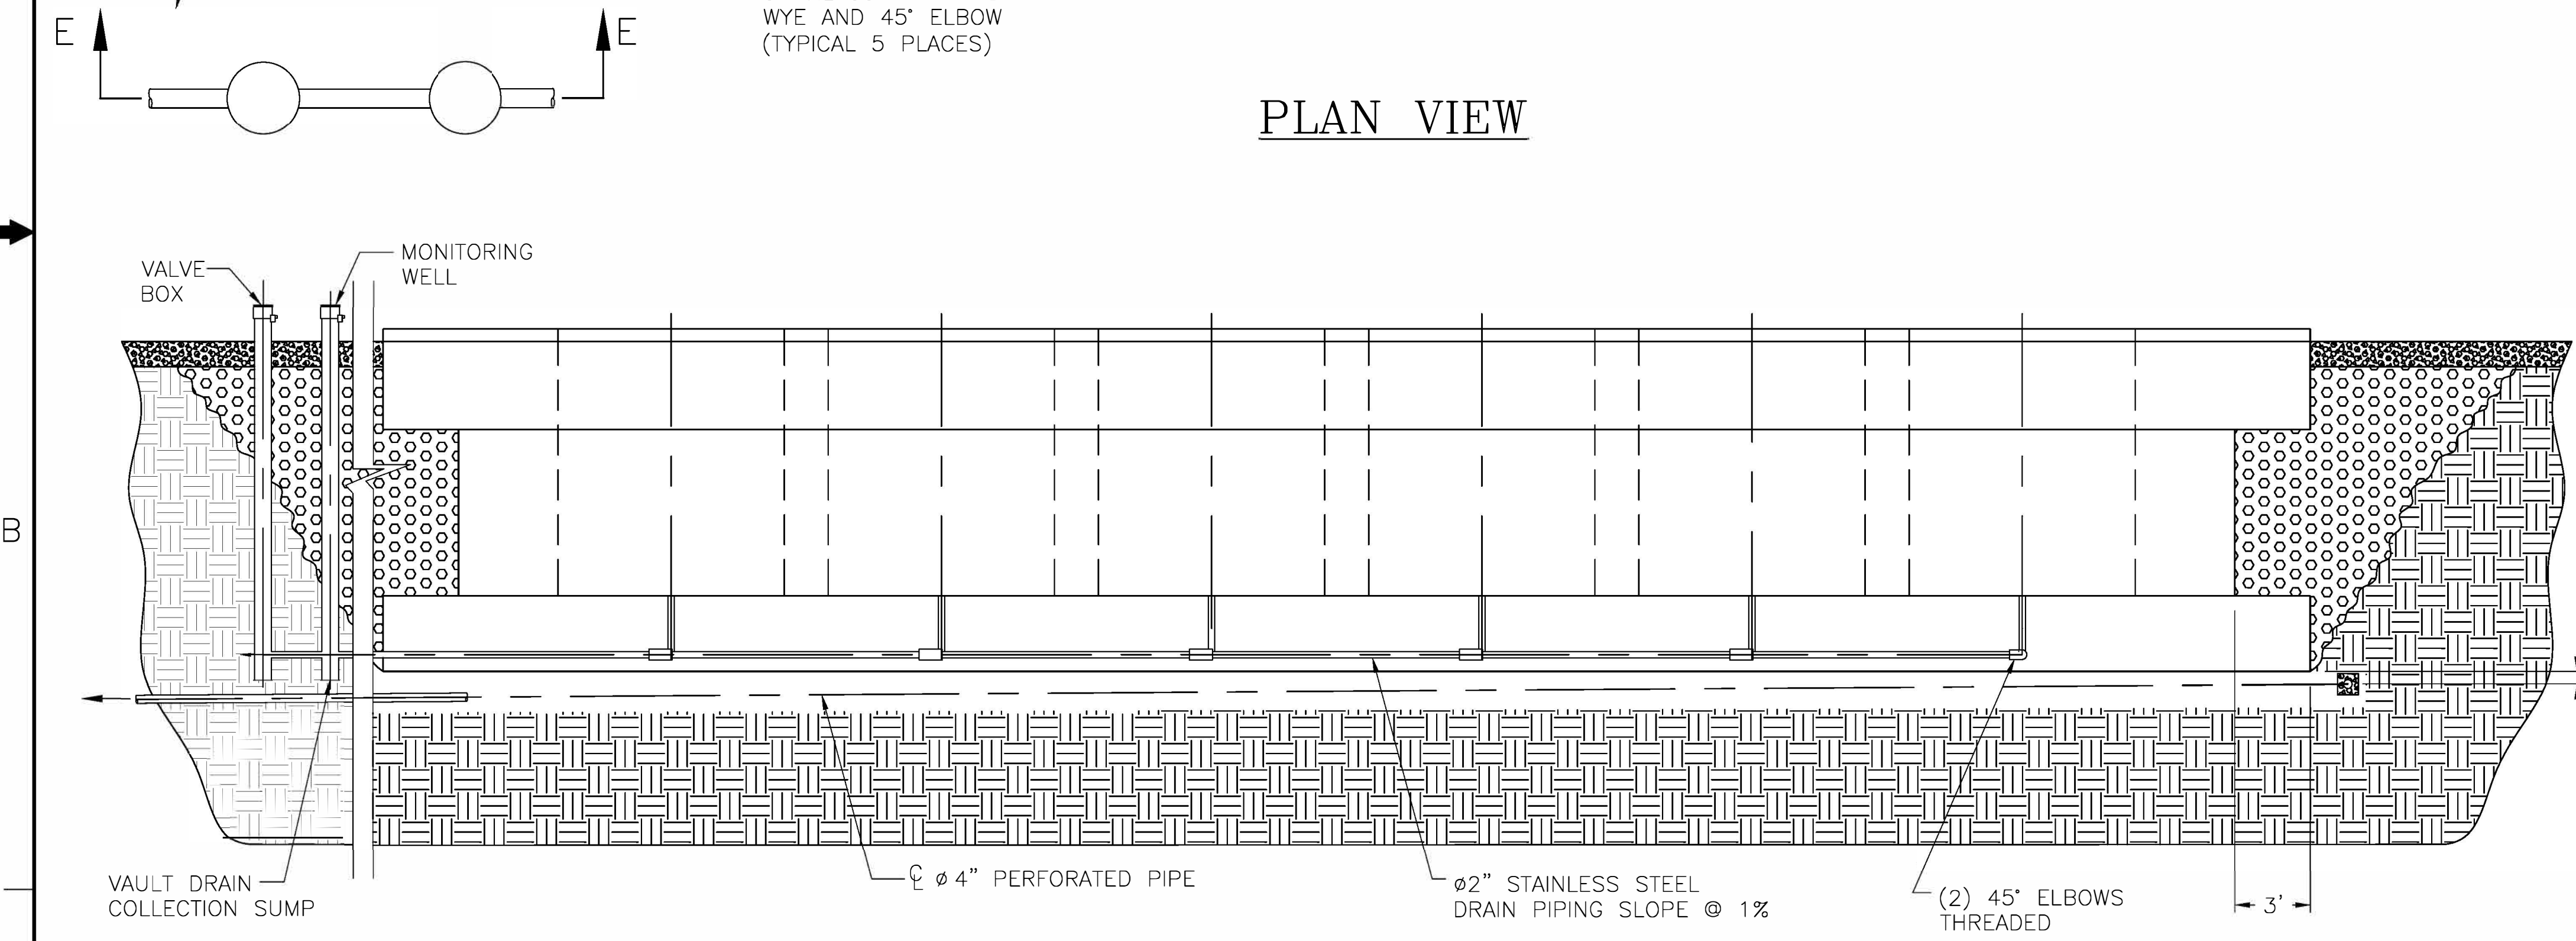 WYE AND 45° ELBOW
(TYPICAL 5 PLACES)
E
E
PLAN VIEW
MONITORING
WELL
VALVE
BOX
B
VAULT DRAIN
COLLECTION SUMP
℄ ø4" PERFORATED PIPE
ø2" STAINLESS STEEL
DRAIN PIPING SLOPE @ 1%
(2) 45° ELBOWS
THREADED
3'